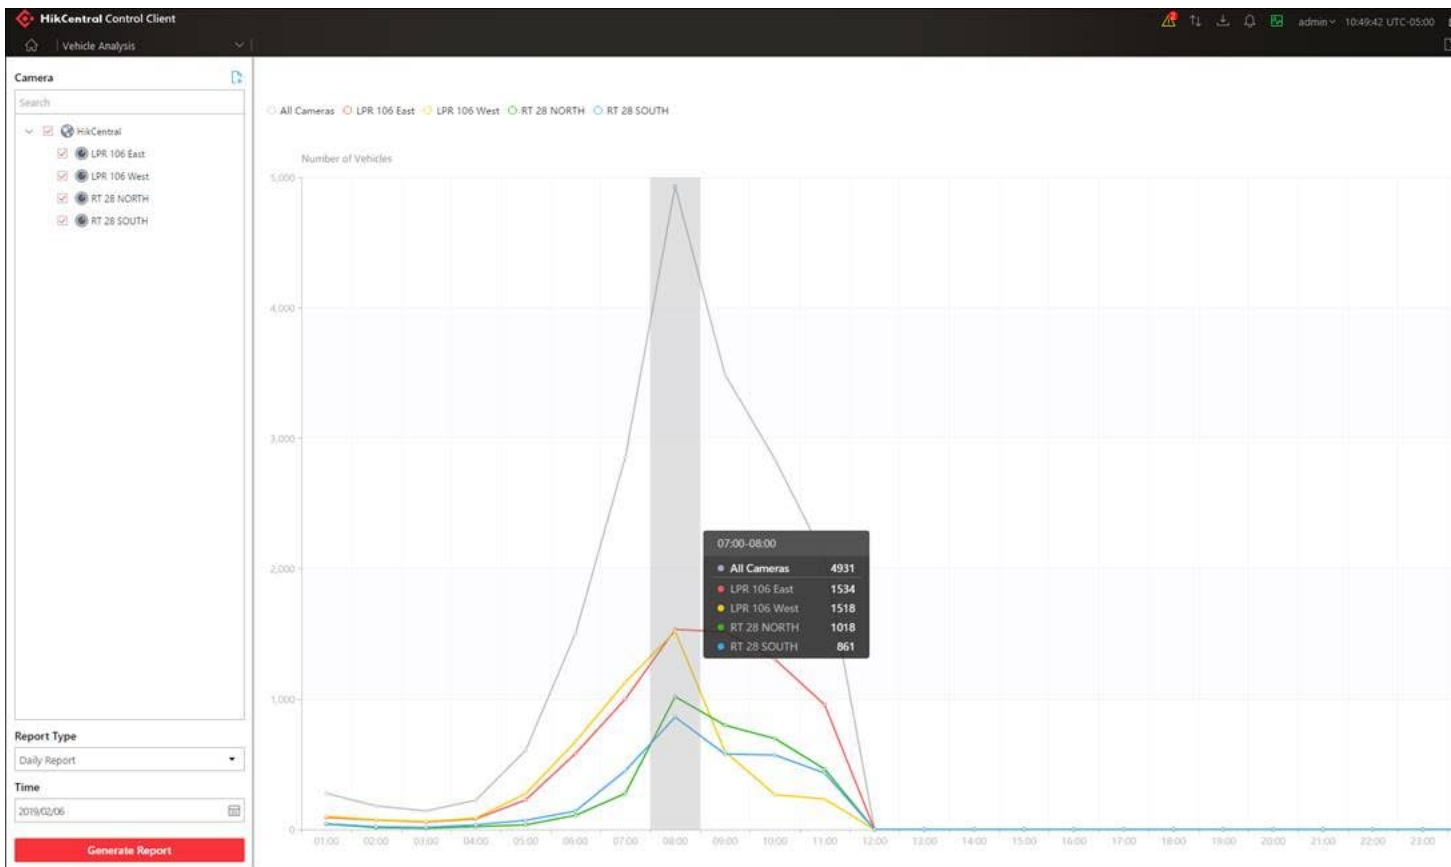 HikCentral Control Client
2
admin 10:49:42 UTC-05:00
Vehicle Analysis
Camera
Search
HikCentral
LPR 106 East
LPR 106 West
RT 28 NORTH
RT 28 SOUTH
Report Type
Daily Report
Time
2019/02/06
Generate Report
All Cameras LPR 106 East LPR 106 West RT 28 NORTH RT 28 SOUTH
Number of Vehicles
5,000
4,000
3,000
2,000
1,000
0
07:00-08:00
All Cameras 4931
LPR 106 East 1534
LPR 106 West 1518
RT 28 NORTH 1018
RT 28 SOUTH 861
01:00 02:00 03:00 04:00 05:00 06:00 07:00 08:00 09:00 10:00 11:00 12:00 13:00 14:00 15:00 16:00 17:00 18:00 19:00 20:00 21:00 22:00 23:00